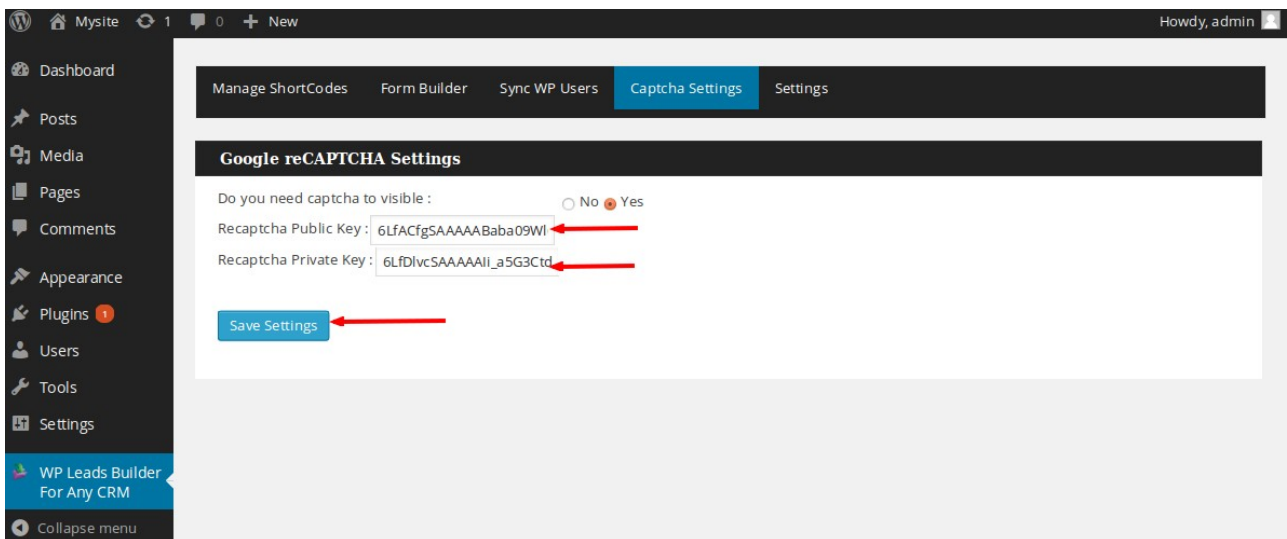 Mysite 1 0 + New Howdy, admin
Dashboard
Posts
Media
Pages
Comments
Appearance
Plugins 1
Users
Tools
Settings
WP Leads Builder
For Any CRM
Collapse menu
Manage ShortCodes Form Builder Sync WP Users Captcha Settings Settings
Google reCAPTCHA Settings
Do you need captcha to visible : No Yes
Recaptcha Public Key : 6LfACfgSAAAAABaba09Wl
Recaptcha Private Key : 6LfDlvcSAAAAAIi_a5G3Ctd
Save Settings